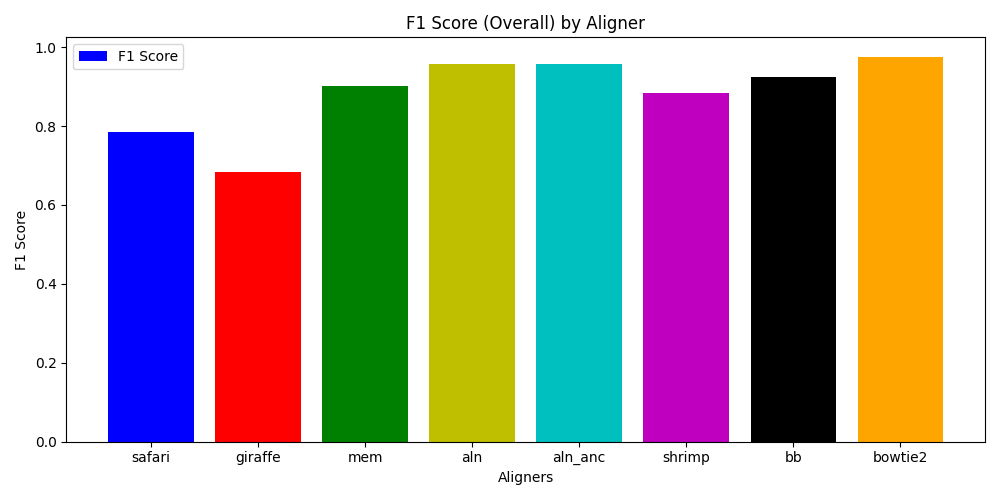 F1 Score (Overall) by Aligner
F1 Score
1.0
0.8
0.6
0.4
0.2
0.0
F1 Score
safari giraffe mem aln aln_anc shrimp bb bowtie2
Aligners